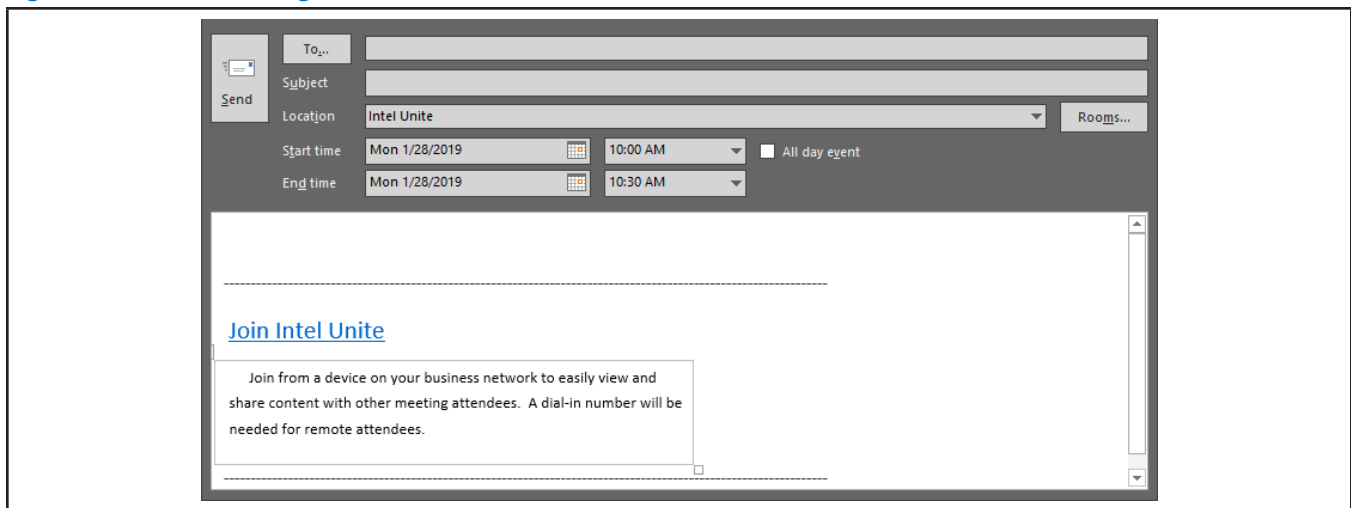 To...
Subject
Send
Location Intel Unite Rooms...
Start time Mon 1/28/2019 10:00 AM All day event
End time Mon 1/28/2019 10:30 AM
Join Intel Unite
Join from a device on your business network to easily view and
share content with other meeting attendees. A dial-in number will be
needed for remote attendees.